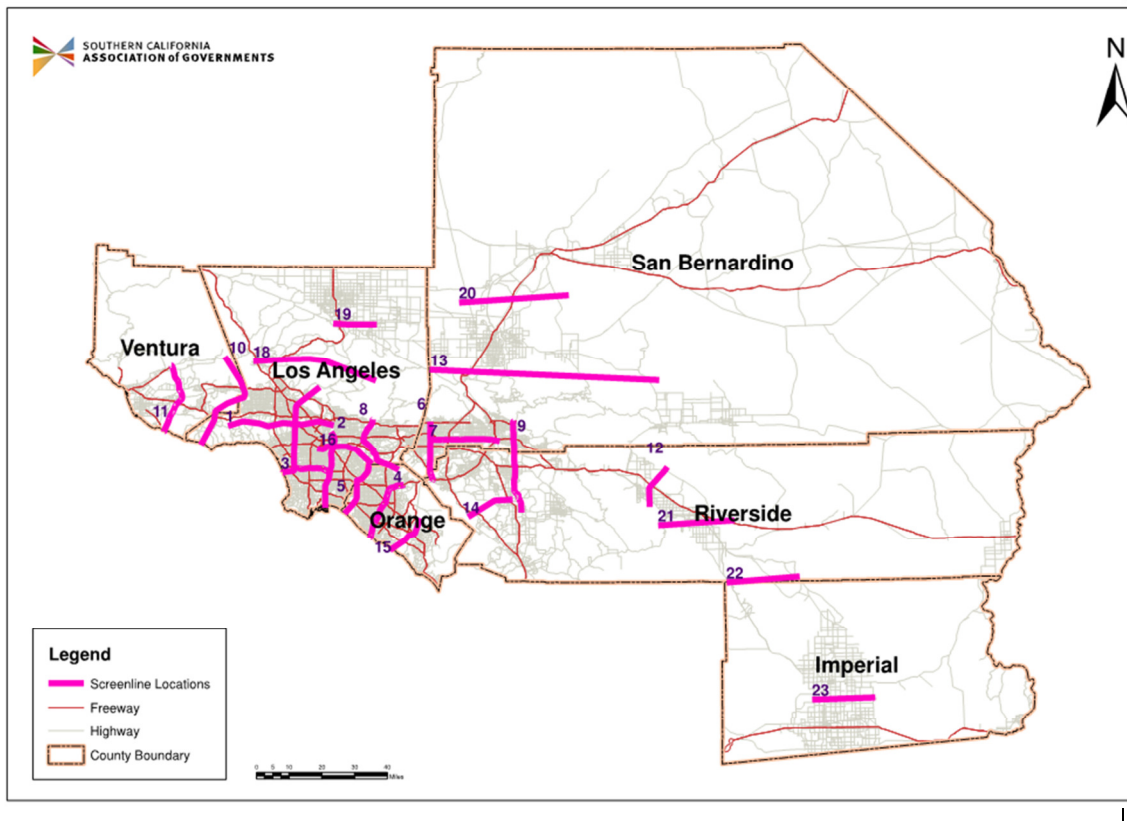 SOUTHERN CALIFORNIA
ASSOCIATION of GOVERNMENTS
N
San Bernardino
20
19
Ventura
10
18
Los Angeles
13
11
1
2
8
6
7
9
16
3
5
4
12
14
Orange
15
21
Riverside
22
Imperial
23
Legend
Screenline Locations
Freeway
Highway
County Boundary
0 5 10 20 30 40
Miles